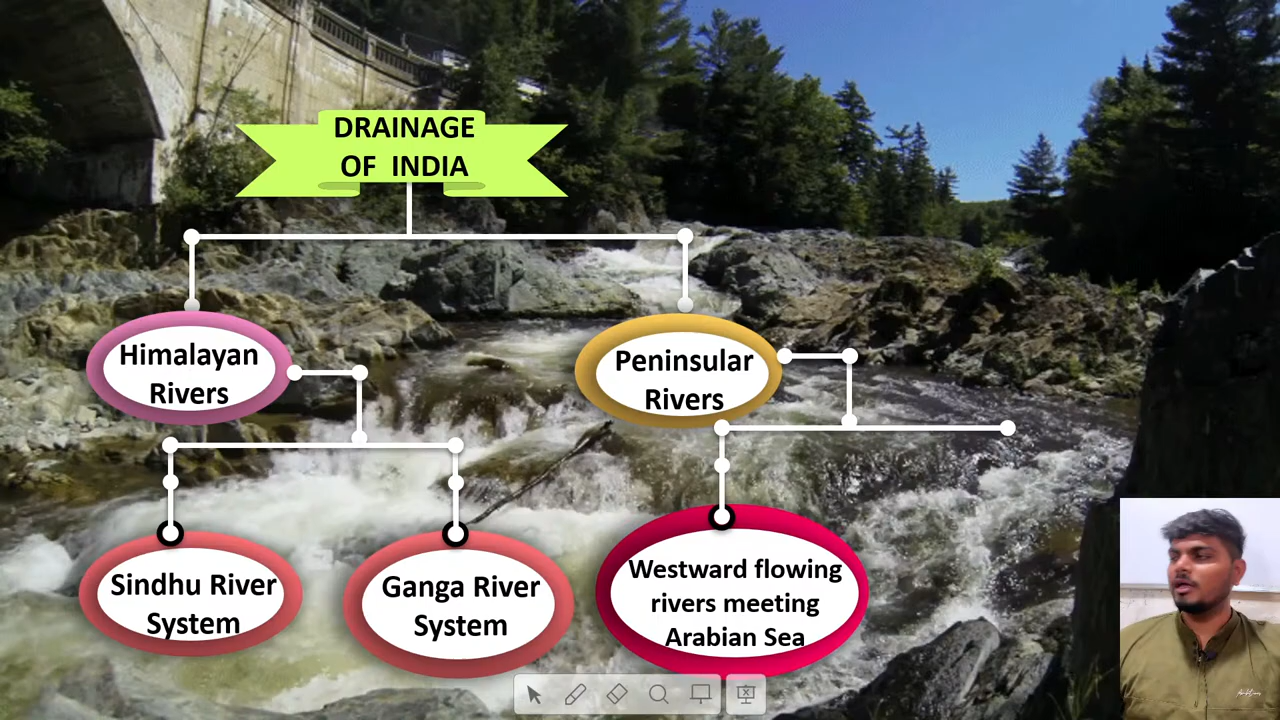 DRAINAGE
OF INDIA
Himalayan
Rivers
Peninsular
Rivers
Sindhu River
System
Ganga River
System
Westward flowing
rivers meeting
Arabian Sea